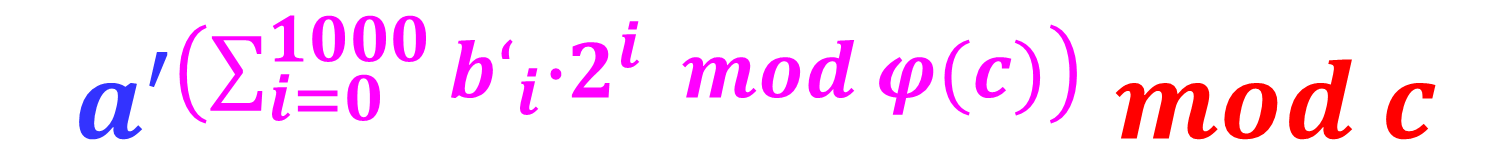 a′^(∑_{i=0}^{1000} b‘_i·2^i mod φ(c)) mod c